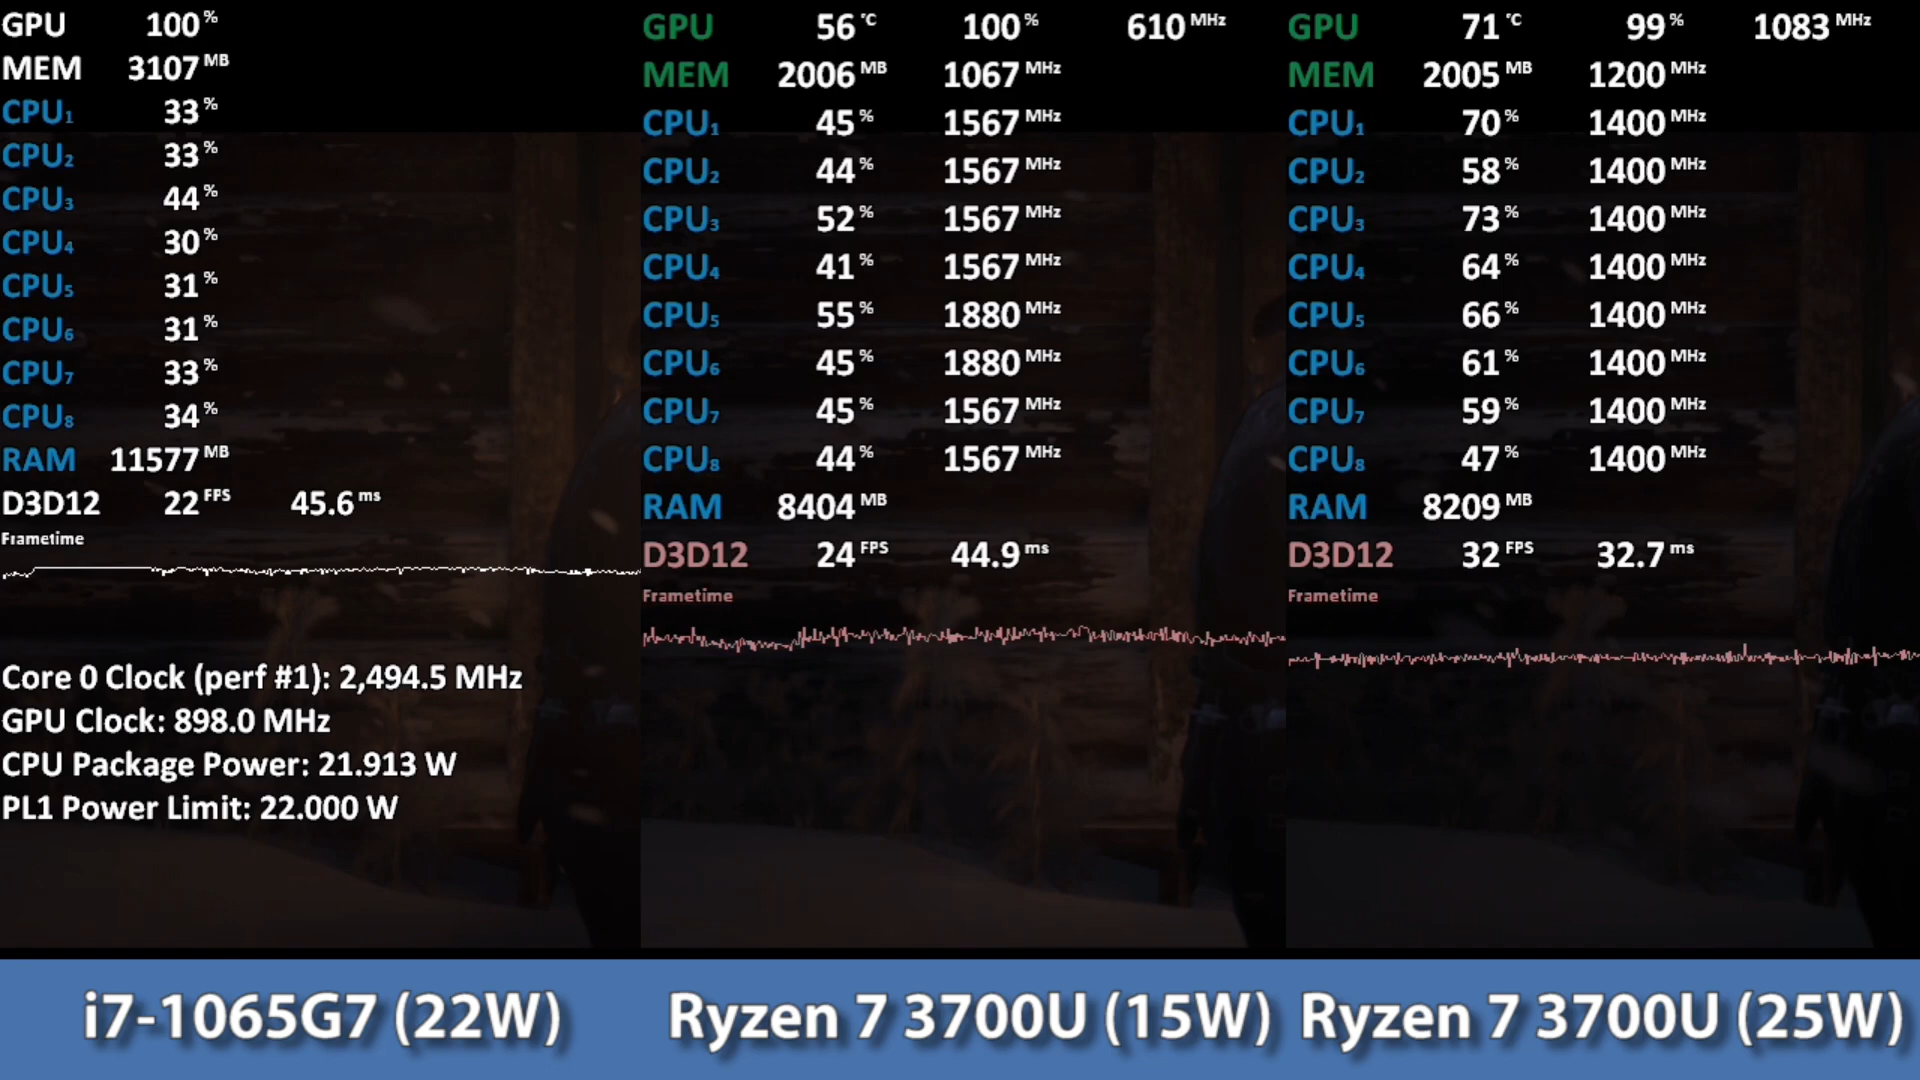 GPU 100 %
MEM 3107 MB
CPU1 33 %
CPU2 33 %
CPU3 44 %
CPU4 30 %
CPU5 31 %
CPU6 31 %
CPU7 33 %
CPU8 34 %
RAM 11577 MB
D3D12 22 FPS 45.6 ms
Frametime
Core 0 Clock (perf #1): 2,494.5 MHz
GPU Clock: 898.0 MHz
CPU Package Power: 21.913 W
PL1 Power Limit: 22.000 W
GPU 56 °C 100 % 610 MHz
MEM 2006 MB 1067 MHz
CPU1 45 % 1567 MHz
CPU2 44 % 1567 MHz
CPU3 52 % 1567 MHz
CPU4 41 % 1567 MHz
CPU5 55 % 1880 MHz
CPU6 45 % 1880 MHz
CPU7 45 % 1567 MHz
CPU8 44 % 1567 MHz
RAM 8404 MB
D3D12 24 FPS 44.9 ms
Frametime
GPU 71 °C 99 % 1083 MHz
MEM 2005 MB 1200 MHz
CPU1 70 % 1400 MHz
CPU2 58 % 1400 MHz
CPU3 73 % 1400 MHz
CPU4 64 % 1400 MHz
CPU5 66 % 1400 MHz
CPU6 61 % 1400 MHz
CPU7 59 % 1400 MHz
CPU8 47 % 1400 MHz
RAM 8209 MB
D3D12 32 FPS 32.7 ms
Frametime
i7-1065G7 (22W)
Ryzen 7 3700U (15W)
Ryzen 7 3700U (25W)